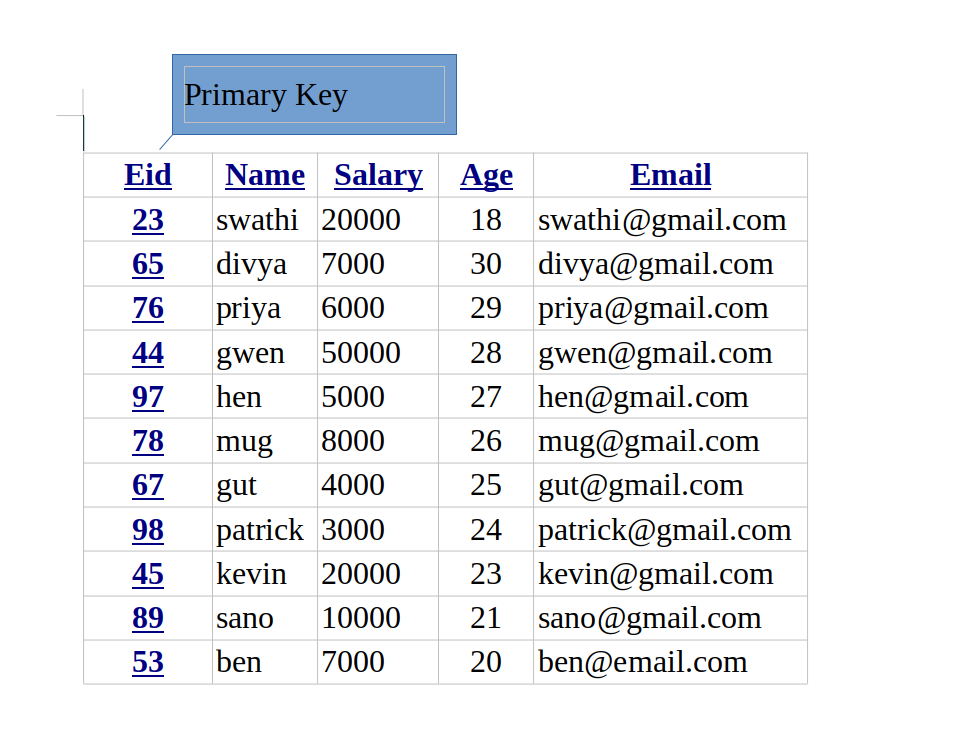 Primary Key
Eid Name Salary Age Email
23 swathi 20000 18 swathi@gmail.com
65 divya 7000 30 divya@gmail.com
76 priya 6000 29 priya@gmail.com
44 gwen 50000 28 gwen@gmail.com
97 hen 5000 27 hen@gmail.com
78 mug 8000 26 mug@gmail.com
67 gut 4000 25 gut@gmail.com
98 patrick 3000 24 patrick@gmail.com
45 kevin 20000 23 kevin@gmail.com
89 sano 10000 21 sano@gmail.com
53 ben 7000 20 ben@email.com